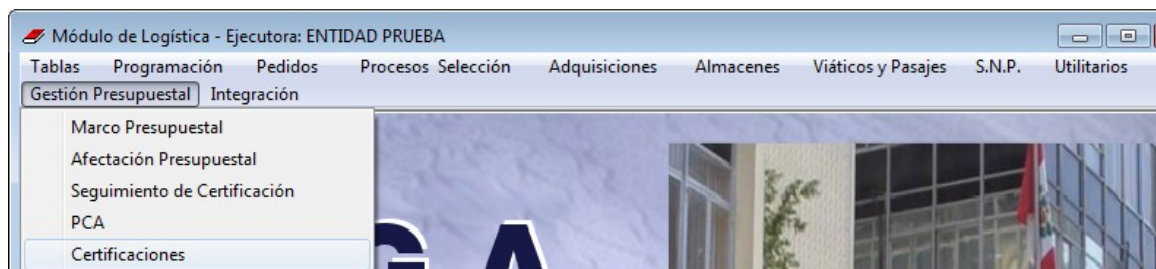 Módulo de Logística - Ejecutora: ENTIDAD PRUEBA
Tablas Programación Pedidos Procesos Selección Adquisiciones Almacenes Viáticos y Pasajes S.N.P. Utilitarios
Gestión Presupuestal Integración
Marco Presupuestal
Afectación Presupuestal
Seguimiento de Certificación
PCA
Certificaciones